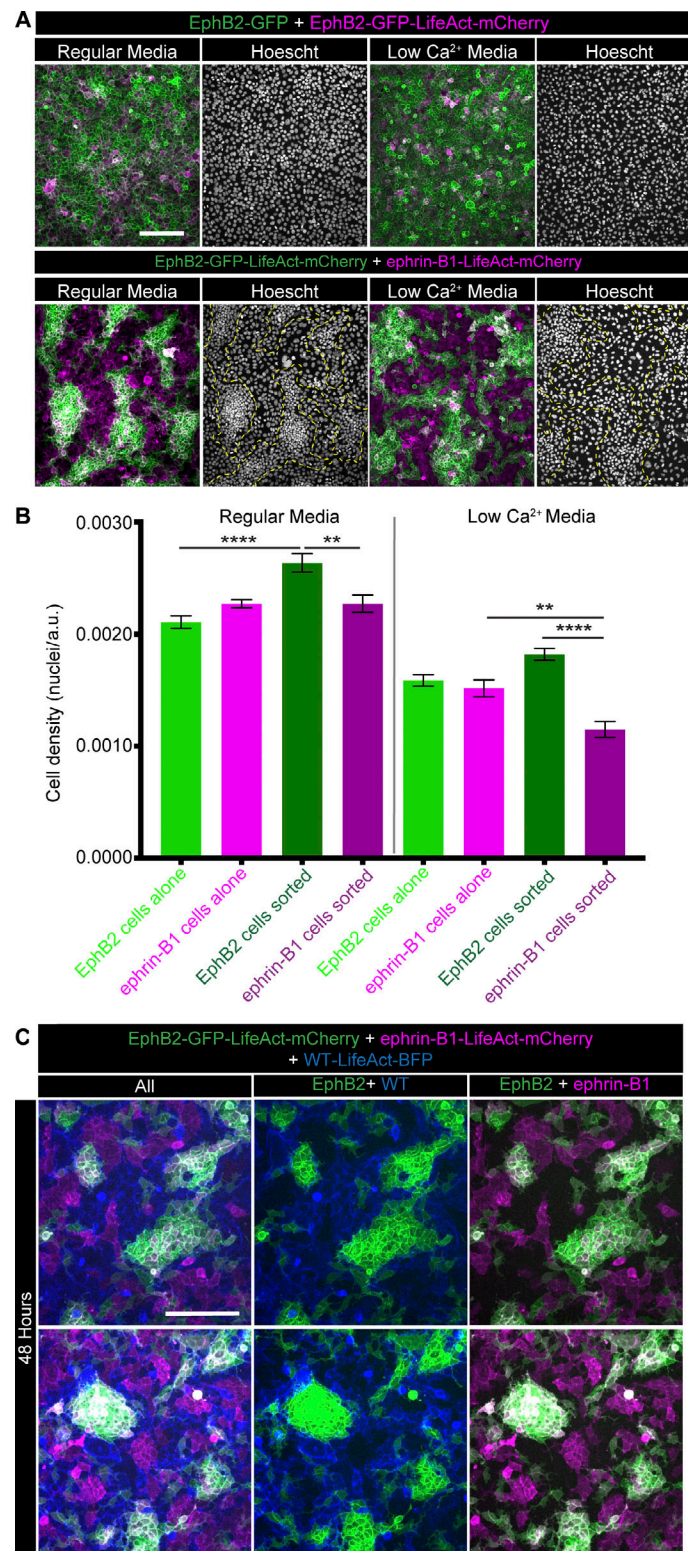 A
EphB2-GFP + EphB2-GFP-LifeAct-mCherry
Regular Media Hoescht Low Ca²⁺ Media Hoescht
EphB2-GFP-LifeAct-mCherry + ephrin-B1-LifeAct-mCherry
Regular Media Hoescht Low Ca²⁺ Media Hoescht
B
Regular Media Low Ca²⁺ Media
Cell density (nuclei/a.u.)
0.0030
0.0020
0.0010
0.0000
**** **
** ****
EphB2 cells alone
ephrin-B1 cells alone
EphB2 cells sorted
ephrin-B1 cells sorted
EphB2 cells alone
ephrin-B1 cells alone
EphB2 cells sorted
ephrin-B1 cells sorted
C
EphB2-GFP-LifeAct-mCherry + ephrin-B1-LifeAct-mCherry
+ WT-LifeAct-BFP
All EphB2+ WT EphB2 + ephrin-B1
48 Hours